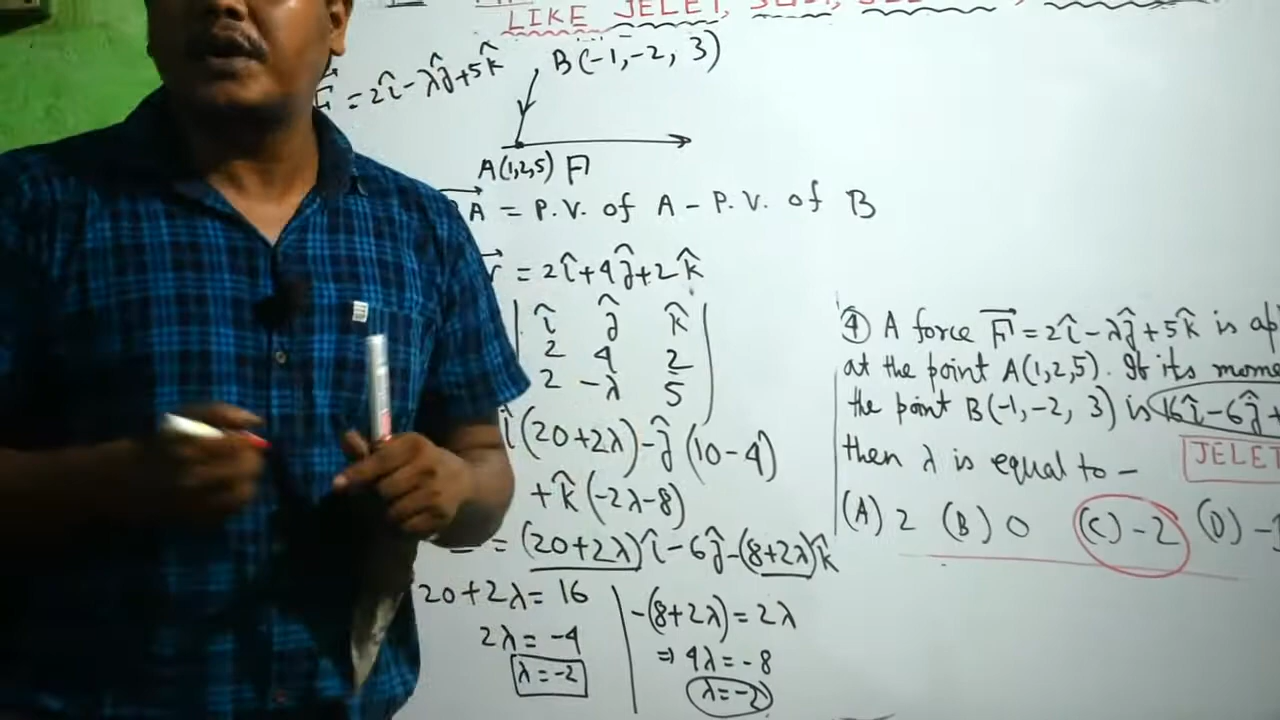 LIKE JELET,
F = 2î-λĵ+5k̂
B(-1,-2, 3)
A(1,2,5) F
A = P.V. of A - P.V. of B
r = 2î+4ĵ+2k̂
î ĵ k̂
2 4 2
2 -λ 5
î(20+2λ)-ĵ(10-4)
+k̂(-2λ-8)
= (20+2λ)î-6ĵ-(8+2λ)k̂
20+2λ= 16
2λ= -4
λ=-2
-(8+2λ)=2λ
⇒ 4λ=-8
λ=-2
④ A force F=2î-λĵ+5k̂ is
at the point A(1,2,5). If its
the point B(-1,-2, 3) is 16î-6ĵ+
then λ is equal to -
JELET
(A) 2 (B) 0 (C) -2 (D)